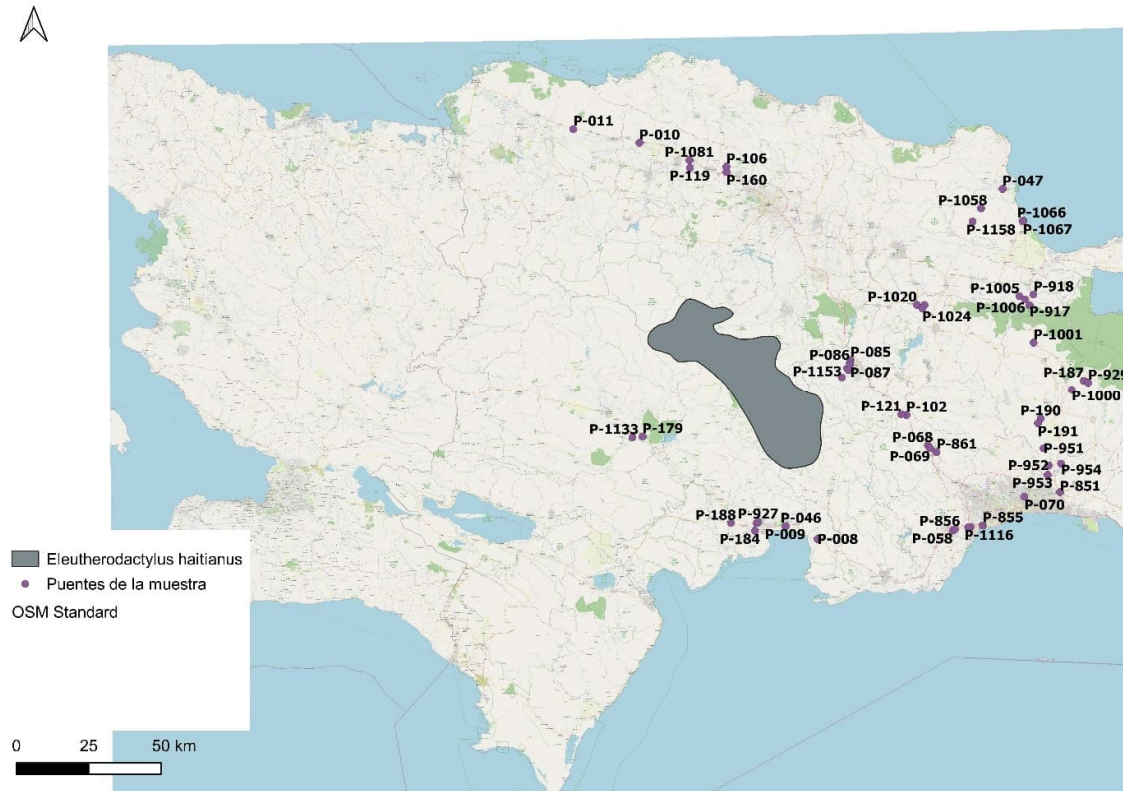 P-011
P-010
P-1081
P-106
P-119
P-160
P-047
P-1058
P-1066
P-1158
P-1067
P-1005
P-918
P-1020
P-1006
P-917
P-1024
P-1001
P-086
P-085
P-1153
P-087
P-187
P-929
P-1000
P-121
P-102
P-190
P-191
P-1133
P-179
P-068
P-861
P-069
P-951
P-952
P-954
P-953
P-851
P-070
P-188
P-927
P-046
P-184
P-009
P-008
P-856
P-855
P-058
P-1116
Eleutherodactylus haitianus
Puentes de la muestra
OSM Standard
0 25 50 km